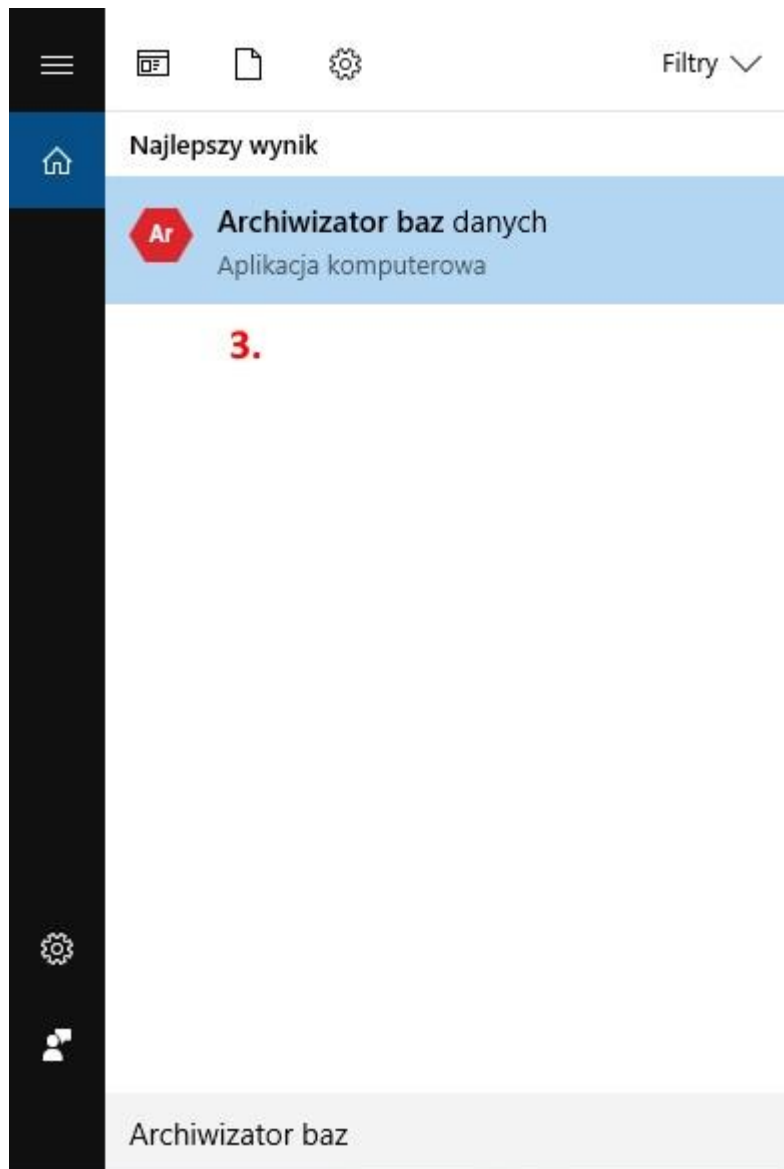 Filtry
Najlepszy wynik
Ar
Archiwizator baz danych
Aplikacja komputerowa
3.
Archiwizator baz